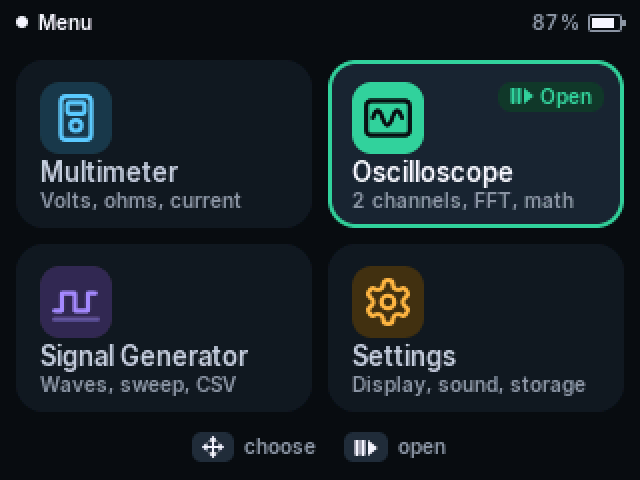 Menu
87%
Multimeter
Volts, ohms, current
Open
Oscilloscope
2 channels, FFT, math
Signal Generator
Waves, sweep, CSV
Settings
Display, sound, storage
choose
open